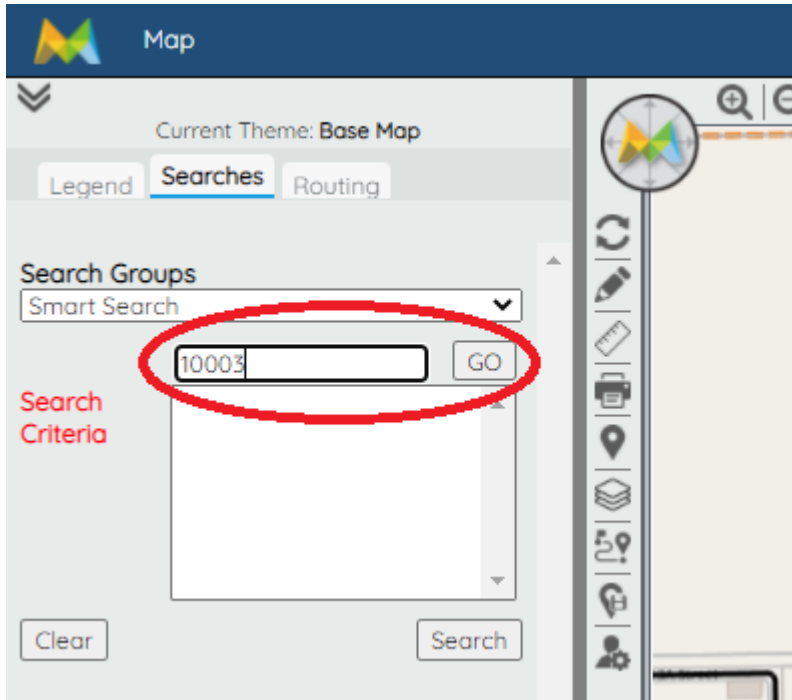 Map
Current Theme: Base Map
Legend Searches Routing
Search Groups
Smart Search
10003 GO
Search
Criteria
Clear Search